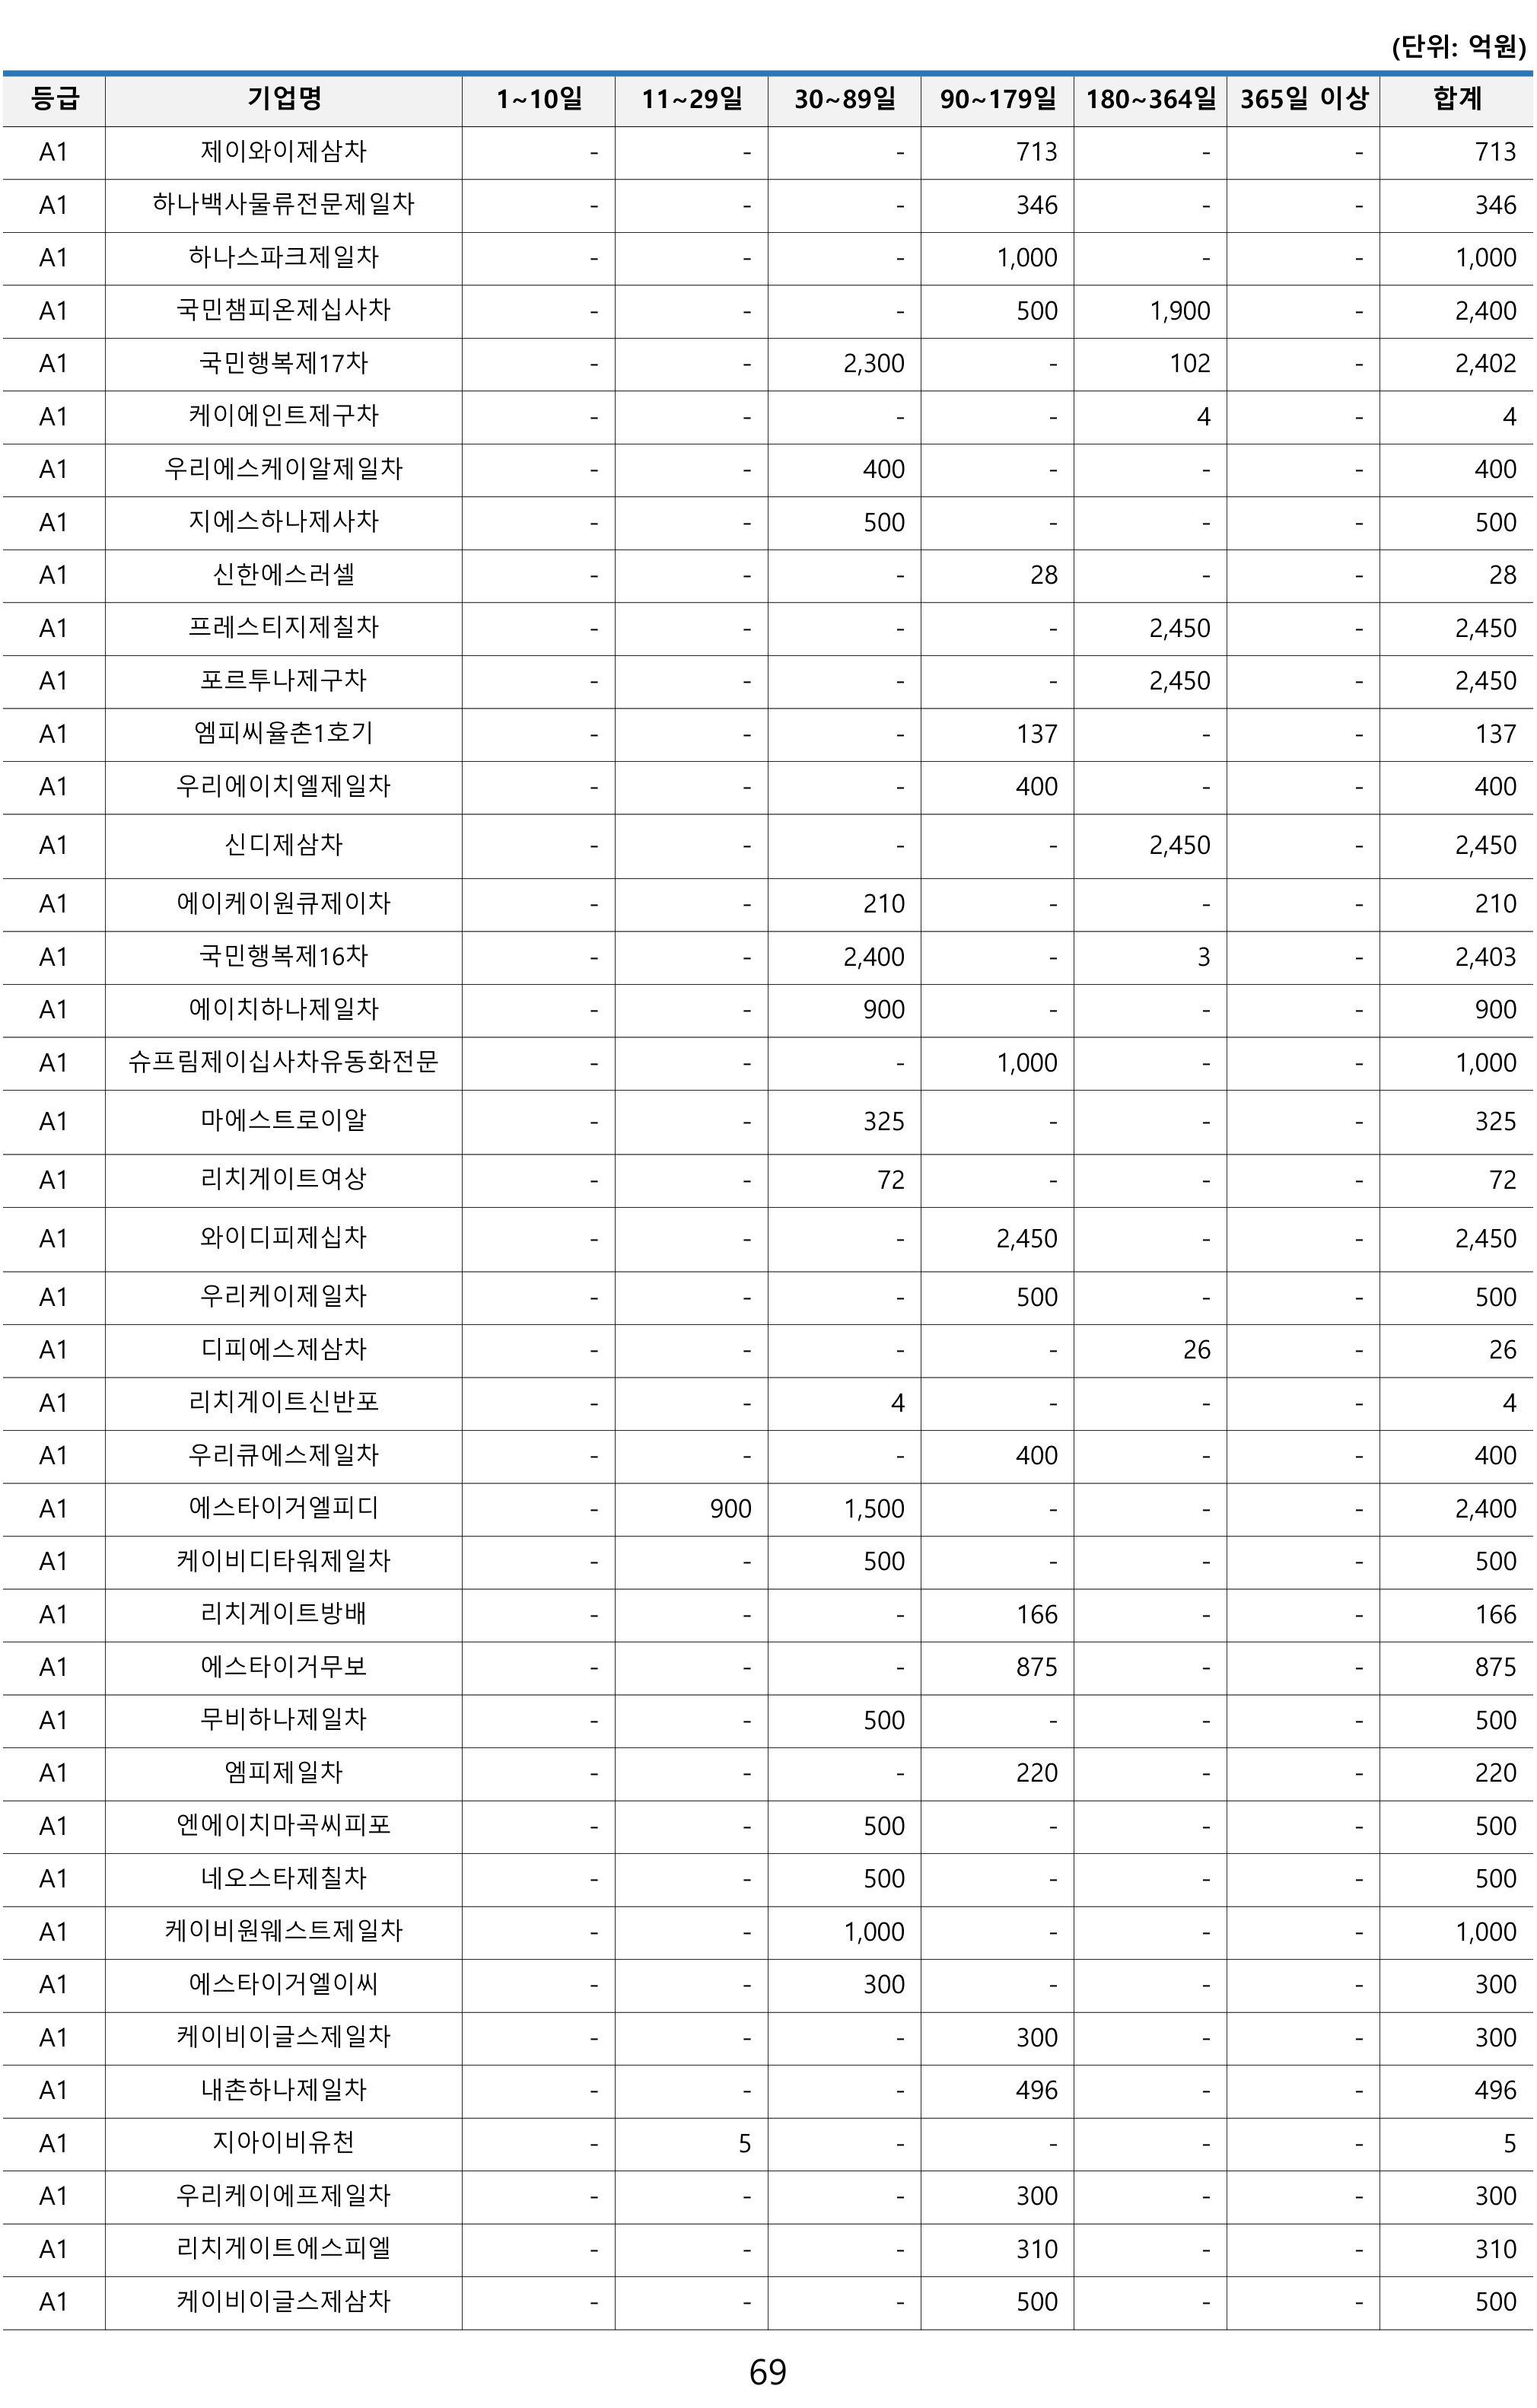 (단위: 억원)
등급 기업명 1~10일 11~29일 30~89일 90~179일 180~364일 365일 이상 합계
A1 제이와이제삼차 - - - 713 - - 713
A1 하나백사물류전문제일차 - - - 346 - - 346
A1 하나스파크제일차 - - - 1,000 - - 1,000
A1 국민챔피온제십사차 - - - 500 1,900 - 2,400
A1 국민행복제17차 - - 2,300 - 102 - 2,402
A1 케이에인트제구차 - - - - 4 - 4
A1 우리에스케이알제일차 - - 400 - - - 400
A1 지에스하나제사차 - - 500 - - - 500
A1 신한에스러셀 - - - 28 - - 28
A1 프레스티지제칠차 - - - - 2,450 - 2,450
A1 포르투나제구차 - - - - 2,450 - 2,450
A1 엠피씨율촌1호기 - - - 137 - - 137
A1 우리에이치엘제일차 - - - 400 - - 400
A1 신디제삼차 - - - - 2,450 - 2,450
A1 에이케이원큐제이차 - - 210 - - - 210
A1 국민행복제16차 - - 2,400 - 3 - 2,403
A1 에이치하나제일차 - - 900 - - - 900
A1 슈프림제이십사차유동화전문 - - - 1,000 - - 1,000
A1 마에스트로이알 - - 325 - - - 325
A1 리치게이트여상 - - 72 - - - 72
A1 와이디피제십차 - - - 2,450 - - 2,450
A1 우리케이제일차 - - - 500 - - 500
A1 디피에스제삼차 - - - - 26 - 26
A1 리치게이트신반포 - - 4 - - - 4
A1 우리큐에스제일차 - - - 400 - - 400
A1 에스타이거엘피디 - 900 1,500 - - - 2,400
A1 케이비디타워제일차 - - 500 - - - 500
A1 리치게이트방배 - - - 166 - - 166
A1 에스타이거무보 - - - 875 - - 875
A1 무비하나제일차 - - 500 - - - 500
A1 엠피제일차 - - - 220 - - 220
A1 엔에이치마곡씨피포 - - 500 - - - 500
A1 네오스타제칠차 - - 500 - - - 500
A1 케이비원웨스트제일차 - - 1,000 - - - 1,000
A1 에스타이거엘이씨 - - 300 - - - 300
A1 케이비이글스제일차 - - - 300 - - 300
A1 내촌하나제일차 - - - 496 - - 496
A1 지아이비유천 - 5 - - - - 5
A1 우리케이에프제일차 - - - 300 - - 300
A1 리치게이트에스피엘 - - - 310 - - 310
A1 케이비이글스제삼차 - - - 500 - - 500
69